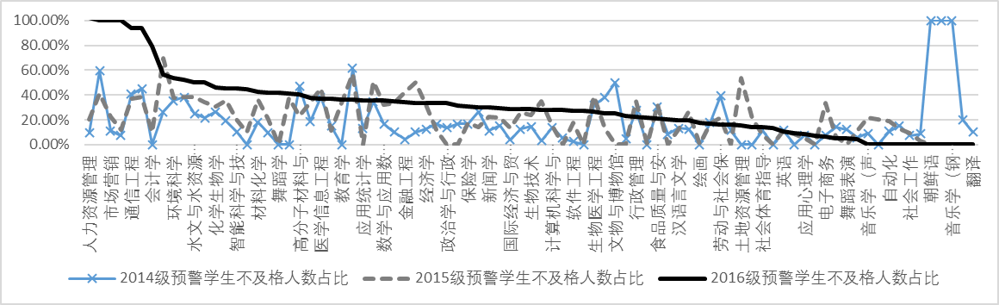 100.00%
80.00%
60.00%
40.00%
20.00%
0.00%
人力资源管理
市场营销
通信工程
会计学
环境科学
水文与水资源…
化学生物学
智能科学与技…
材料化学
舞蹈学
高分子材料与…
医学信息工程
教育学
应用统计学
数学与应用数…
金融工程
经济学
政治学与行政…
保险学
新闻学
国际经济与贸…
生物技术
计算机科学与…
软件工程
生物医学工程
文物与博物馆…
行政管理
食品质量与安…
汉语言文学
绘画
劳动与社会保…
土地资源管理
社会体育指导…
英语
应用心理学
电子商务
舞蹈表演
音乐学（声…
自动化
社会工作
朝鲜语
音乐学（钢…
翻译
2014级预警学生不及格人数占比
2015级预警学生不及格人数占比
2016级预警学生不及格人数占比